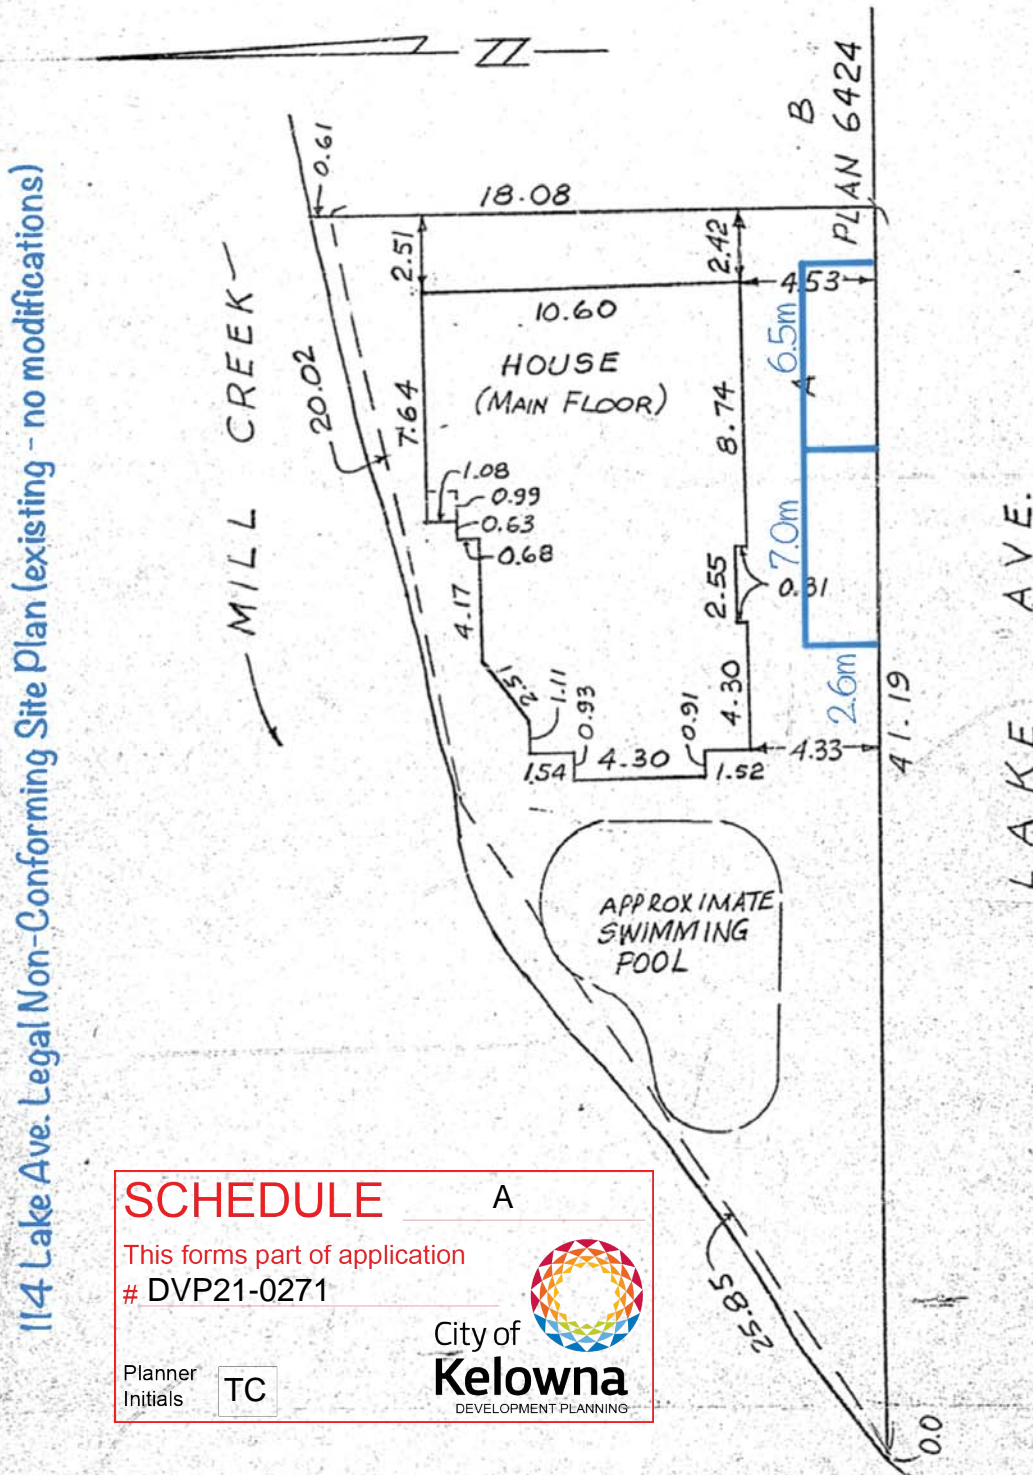 114 Lake Ave. Legal Non-Conforming Site Plan (existing - no modifications)
N
B
PLAN 6424
0.61
18.08
2.51
2.42
4.53
10.60
HOUSE
(MAIN FLOOR)
6.5m
A
MILL CREEK
20.02
7.64
8.74
1.08
0.99
0.63
0.68
7.0m
2.55
0.31
4.17
2.51
1.11
0.93
0.91
4.30
2.6m
1.54
4.30
1.52
4.33
41.19
LAKE AVE.
APPROXIMATE
SWIMMING
POOL
25.85
0.0
SCHEDULE A
This forms part of application
# DVP21-0271
City of
Kelowna
DEVELOPMENT PLANNING
Planner
Initials TC